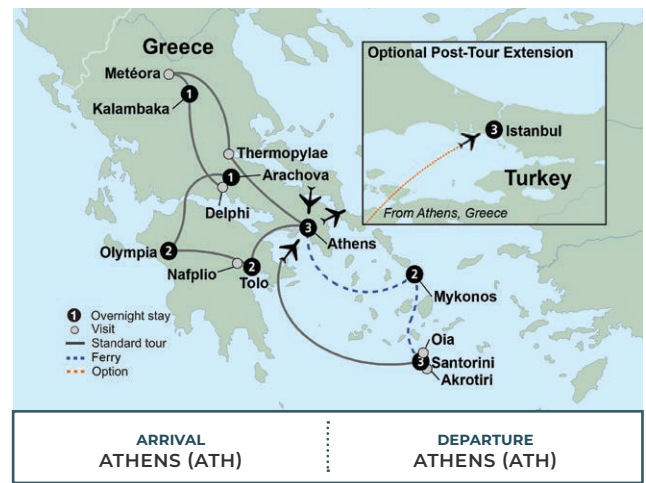 Greece
Metéora
1
Kalambaka
Thermopylae
1
Arachova
Delphi
3
Athens
Olympia
2
2
Nafplio
Tolo
2
Mykonos
Oia
3
Santorini
Akrotiri
Optional Post-Tour Extension
3
Istanbul
Turkey
From Athens, Greece
1 Overnight stay
Visit
Standard tour
Ferry
Option
ARRIVAL
ATHENS (ATH)
DEPARTURE
ATHENS (ATH)